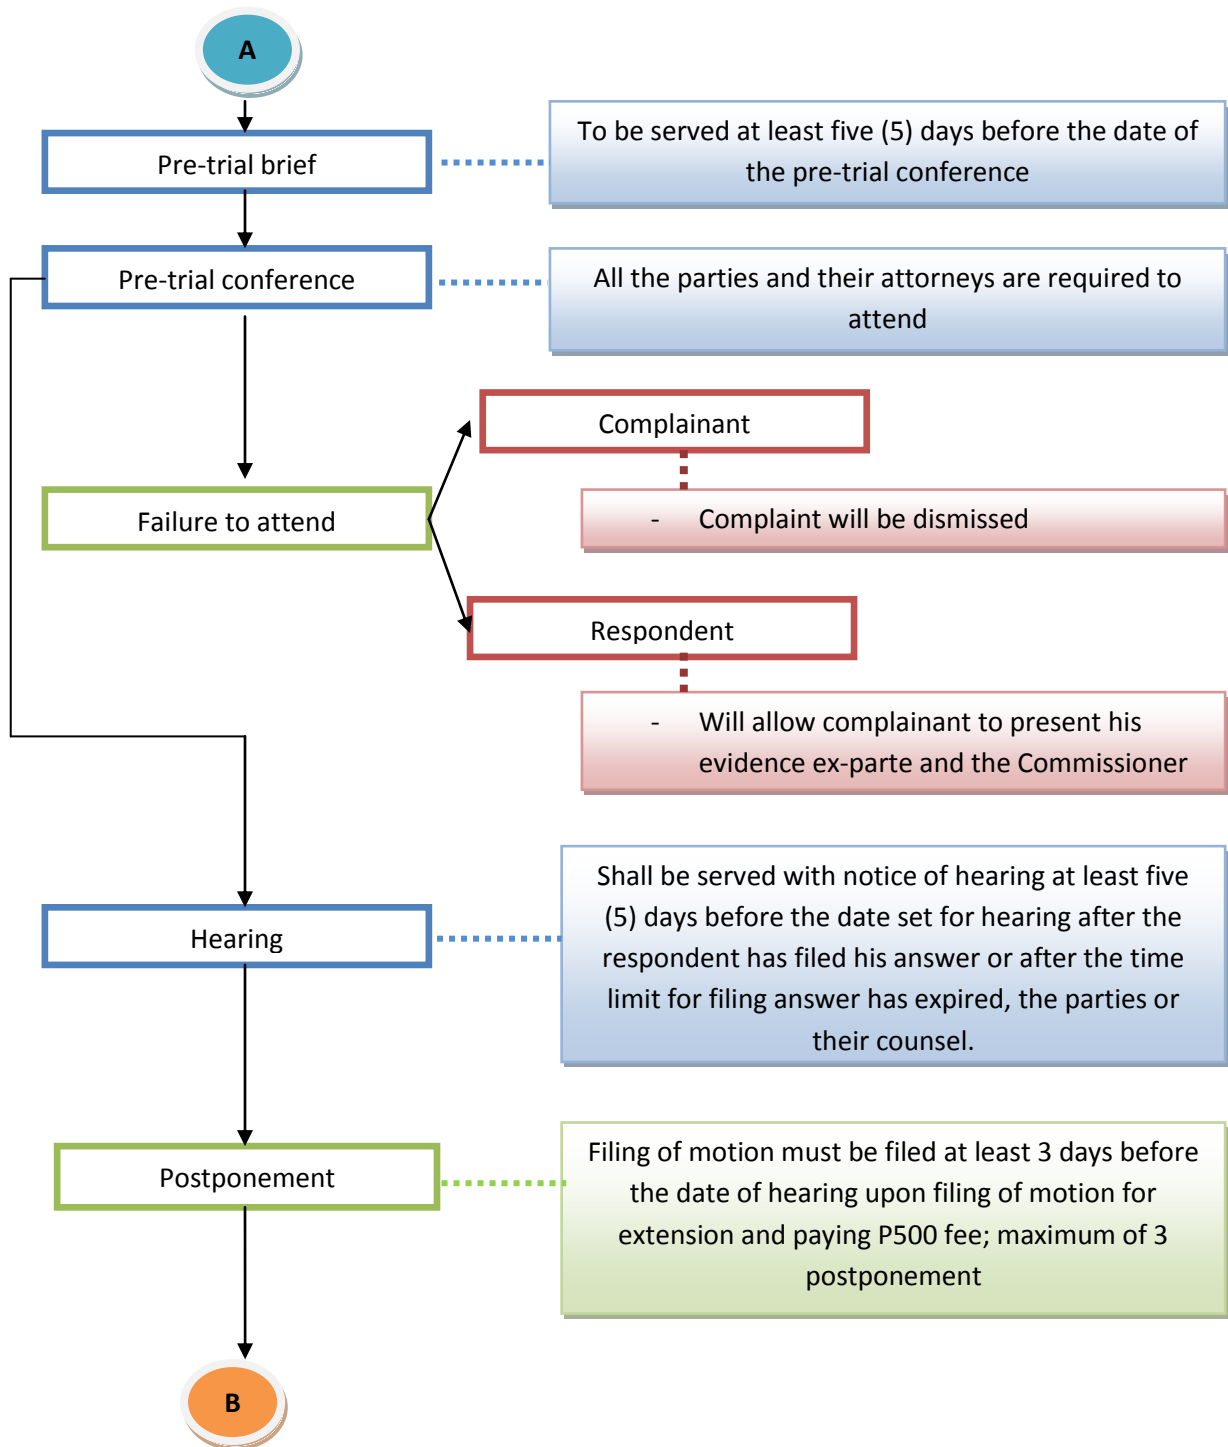 A
Pre-trial brief
To be served at least five (5) days before the date of
the pre-trial conference
Pre-trial conference
All the parties and their attorneys are required to
attend
Complainant
Failure to attend
- Complaint will be dismissed
Respondent
- Will allow complainant to present his
evidence ex-parte and the Commissioner
Hearing
Shall be served with notice of hearing at least five
(5) days before the date set for hearing after the
respondent has filed his answer or after the time
limit for filing answer has expired, the parties or
their counsel.
Postponement
Filing of motion must be filed at least 3 days before
the date of hearing upon filing of motion for
extension and paying P500 fee; maximum of 3
postponement
B